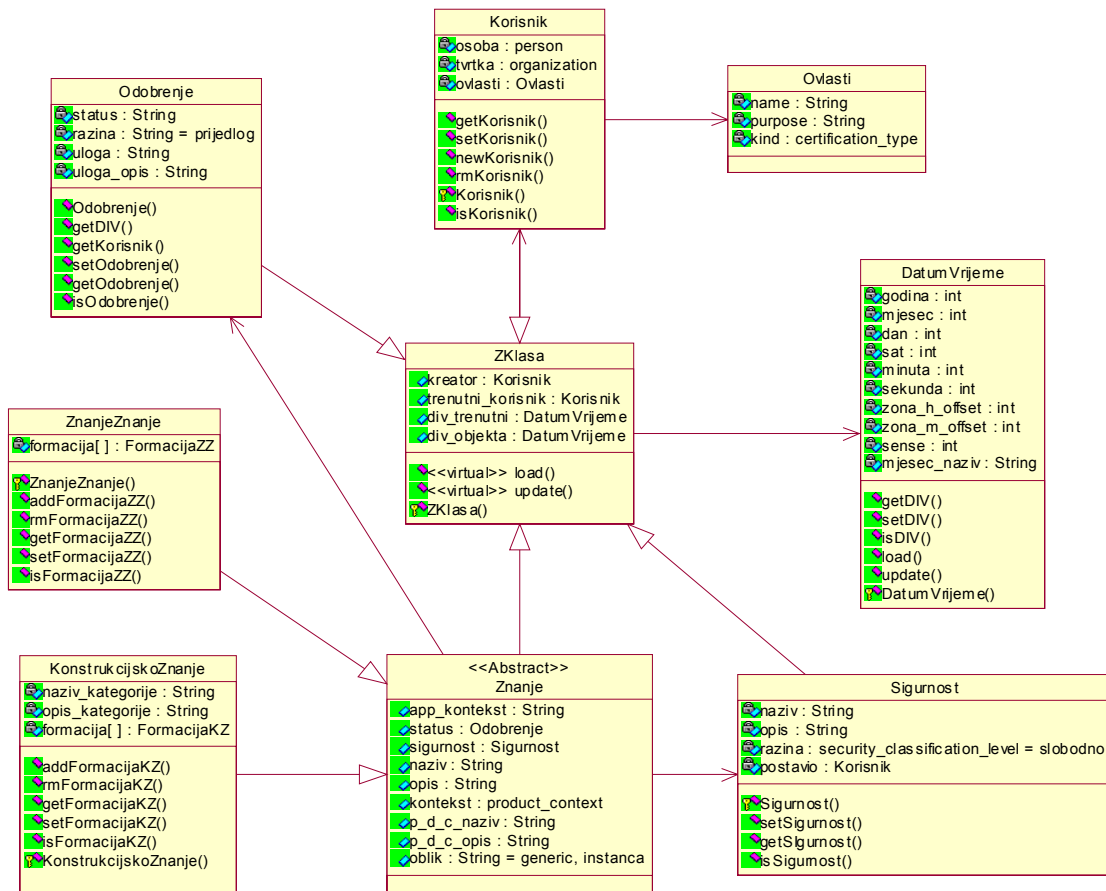 Korisnik
osoba : person
tvrtka : organization
ovlasti : Ovlasti
getKorisnik()
setKorisnik()
newKorisnik()
rmKorisnik()
Korisnik()
isKorisnik()
Ovlasti
name : String
purpose : String
kind : certification_type
Odobrenje
status : String
razina : String = prijedlog
uloga : String
uloga_opis : String
Odobrenje()
getDIV()
getKorisnik()
setOdobrenje()
getOdobrenje()
isOdobrenje()
DatumVrijeme
godina : int
mjesec : int
dan : int
sat : int
minuta : int
sekunda : int
zona_h_offset : int
zona_m_offset : int
sense : int
mjesec_naziv : String
getDIV()
setDIV()
isDIV()
load()
update()
DatumVrijeme()
ZKlasa
kreator : Korisnik
trenutni_korisnik : Korisnik
div_trenutni : DatumVrijeme
div_objekta : DatumVrijeme
<<virtual>> load()
<<virtual>> update()
ZKlasa()
ZnanjeZnanje
formacija[ ] : FormacijaZZ
ZnanjeZnanje()
addFormacijaZZ()
rmFormacijaZZ()
getFormacijaZZ()
setFormacijaZZ()
isFormacijaZZ()
KonstrukcijskoZnanje
naziv_kategorije : String
opis_kategorije : String
formacija[ ] : FormacijaKZ
addFormacijaKZ()
rmFormacijaKZ()
getFormacijaKZ()
setFormacijaKZ()
isFormacijaKZ()
KonstrukcijskoZnanje()
<<Abstract>>
Znanje
app_kontekst : String
status : Odobrenje
sigurnost : Sigurnost
naziv : String
opis : String
kontekst : product_context
p_d_c_naziv : String
p_d_c_opis : String
oblik : String = generic, instanca
Sigurnost
naziv : String
opis : String
razina : security_classification_level = slobodno
postavio : Korisnik
Sigurnost()
setSigurnost()
getSIgurnost()
isSigurnost()